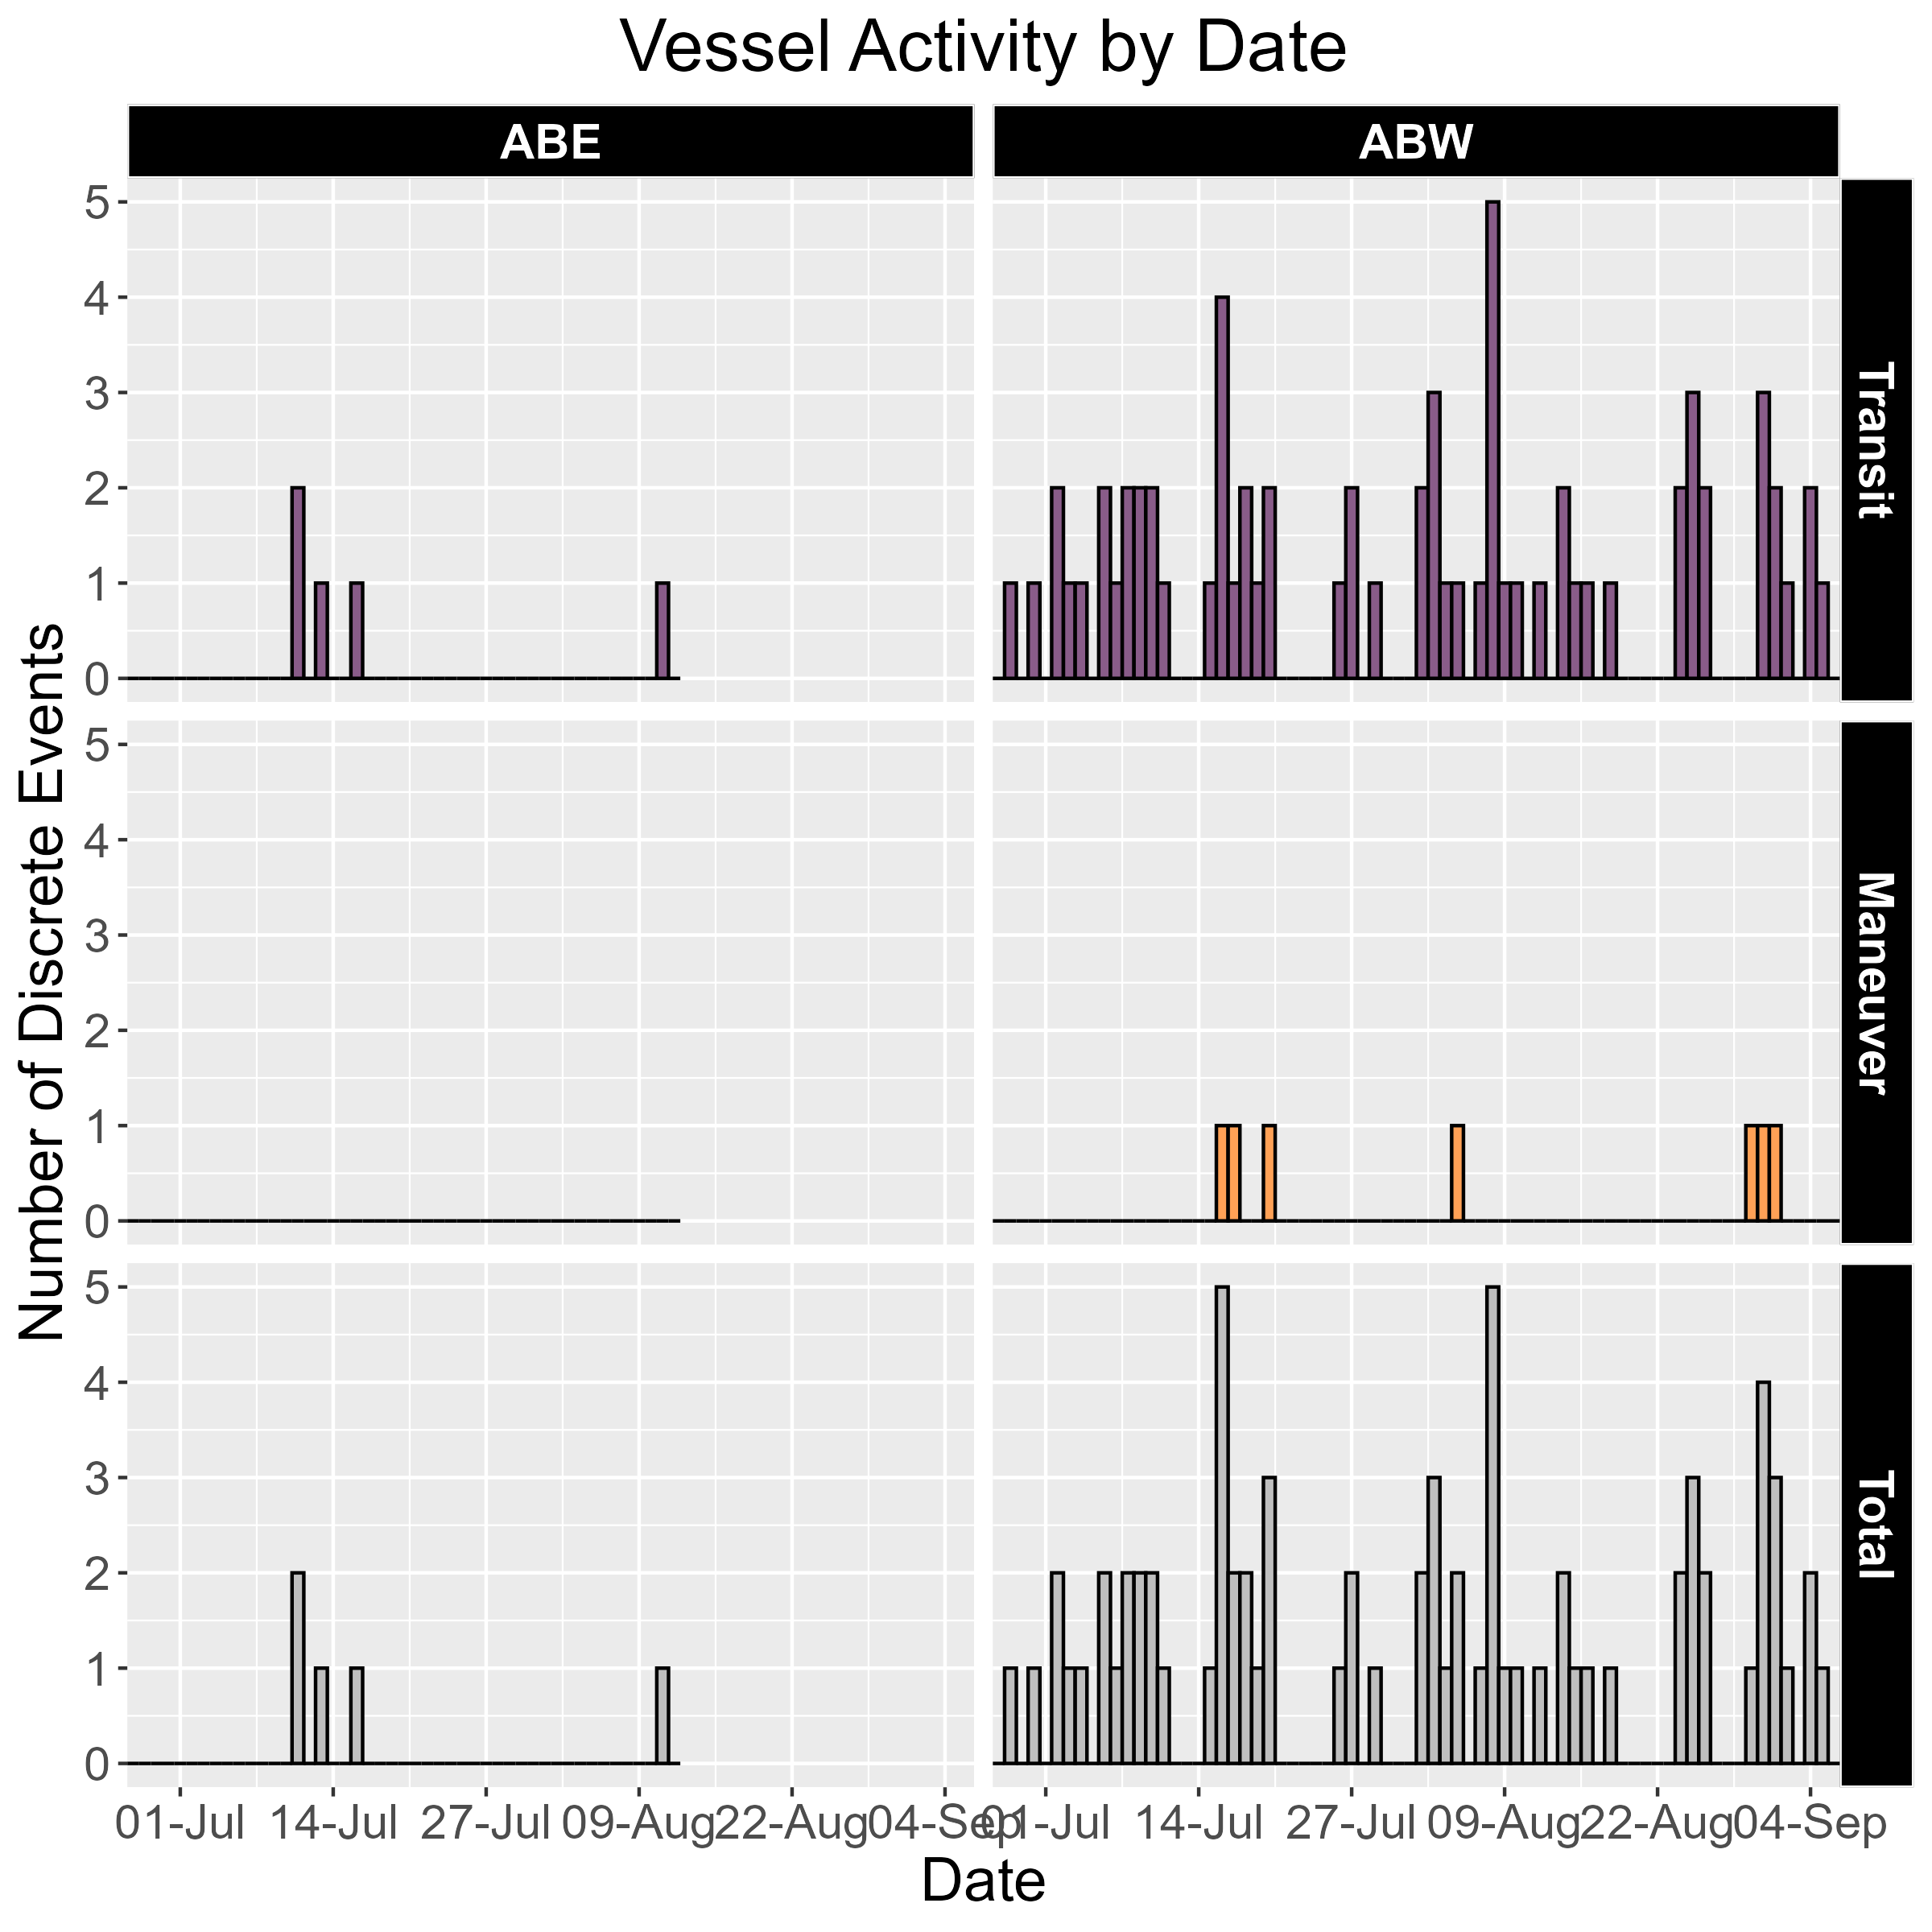 Vessel Activity by Date
ABE
ABW
Number of Discrete Events
5
4
3
2
1
0
Transit
5
4
3
2
1
0
Maneuver
5
4
3
2
1
0
Total
01-Jul 14-Jul 27-Jul 09-Aug 22-Aug 04-Sep 01-Jul 14-Jul 27-Jul 09-Aug 22-Aug 04-Sep
Date